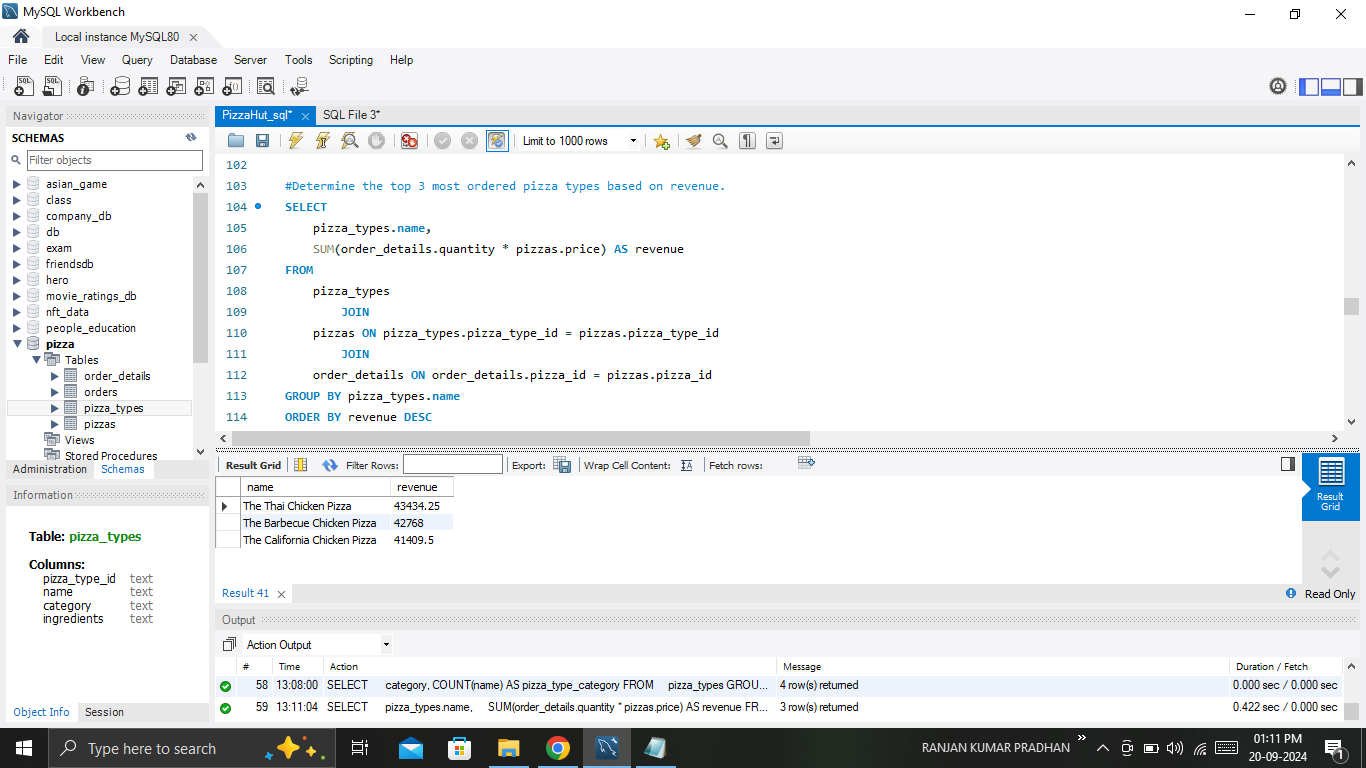 MySQL Workbench
Local instance MySQL80
File Edit View Query Database Server Tools Scripting Help
Navigator
SCHEMAS
Filter objects
asian_game
class
company_db
db
exam
friendsdb
hero
movie_ratings_db
nft_data
people_education
pizza
Tables
order_details
orders
pizza_types
pizzas
Views
Stored Procedures
Administration Schemas
Information
Table: pizza_types
Columns:
pizza_type_id text
name text
category text
ingredients text
Object Info Session
PizzaHut_sql* SQL File 3*
Limit to 1000 rows
102
103 #Determine the top 3 most ordered pizza types based on revenue.
104 SELECT
105 pizza_types.name,
106 SUM(order_details.quantity * pizzas.price) AS revenue
107 FROM
108 pizza_types
109 JOIN
110 pizzas ON pizza_types.pizza_type_id = pizzas.pizza_type_id
111 JOIN
112 order_details ON order_details.pizza_id = pizzas.pizza_id
113 GROUP BY pizza_types.name
114 ORDER BY revenue DESC
Result Grid Filter Rows: Export: Wrap Cell Content: Fetch rows:
name revenue
The Thai Chicken Pizza 43434.25
The Barbecue Chicken Pizza 42768
The California Chicken Pizza 41409.5
Result Grid
Result 41
Read Only
Output
Action Output
# Time Action Message Duration / Fetch
58 13:08:00 SELECT category, COUNT(name) AS pizza_type_category FROM pizza_types GROU... 4 row(s) returned 0.000 sec / 0.000 sec
59 13:11:04 SELECT pizza_types.name, SUM(order_details.quantity * pizzas.price) AS revenue FR... 3 row(s) returned 0.422 sec / 0.000 sec
Type here to search
RANJAN KUMAR PRADHAN
01:11 PM
20-09-2024
1